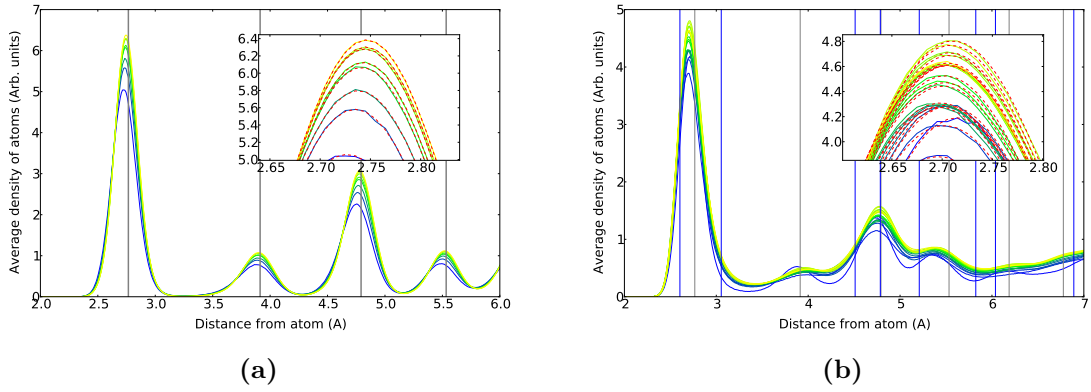 7
6
5
4
3
2
1
0
Average density of atoms (Arb. units)
6.4
6.2
6.0
5.8
5.6
5.4
5.2
5.0
2.65 2.70 2.75 2.80
2.0 2.5 3.0 3.5 4.0 4.5 5.0 5.5 6.0
Distance from atom (A)
(a)
5
4
3
2
1
0
Average density of atoms (Arb. units)
4.8
4.6
4.4
4.2
4.0
2.65 2.70 2.75 2.80
2 3 4 5 6 7
Distance from atom (A)
(b)